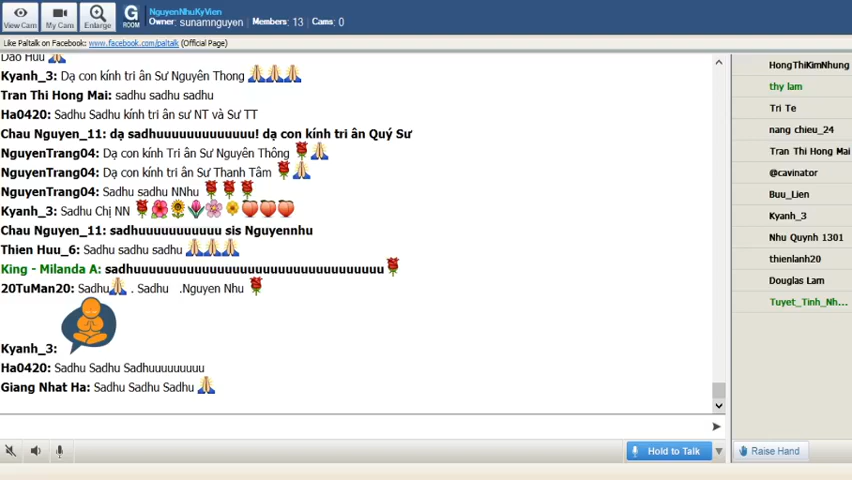 View Cam My Cam Enlarge G ROOM NguyenNhuKyVien
Owner: sunamnguyen Members: 13 Cams: 0
Like Paltalk on Facebook: www.facebook.com/paltalk (Official Page)
Dao Huu
Kyanh_3: Dạ con kính tri ân Sư Nguyên Thong
Tran Thi Hong Mai: sadhu sadhu sadhu
Ha0420: Sadhu Sadhu kính tri ân sư NT và Sư TT
Chau Nguyen_11: dạ sadhuuuuuuuuuuuuu! dạ con kính tri ân Quý Sư
NguyenTrang04: Dạ con kính Tri ân Sư Nguyên Thông
NguyenTrang04: Dạ con kính tri ân Sư Thanh Tâm
NguyenTrang04: Sadhu sadhu NNhu
Kyanh_3: Sadhu Chị NN
Chau Nguyen_11: sadhuuuuuuuuuuu sis Nguyennhu
Thien Huu_6: Sadhu sadhu sadhu
King - Milanda A: sadhuuuuuuuuuuuuuuuuuuuuuuuuuuuuuuuuu
20TuMan20: Sadhu . Sadhu .Nguyen Nhu
Kyanh_3:
Ha0420: Sadhu Sadhu Sadhuuuuuuuuu
Giang Nhat Ha: Sadhu Sadhu Sadhu
Hold to Talk
HongThiKimNhung
thy lam
Tri Te
nang chieu_24
Tran Thi Hong Mai
@cavinator
Buu_Lien
Kyanh_3
Nhu Quynh 1301
thienlanh20
Douglas Lam
Tuyet_Tinh_Nh...
Raise Hand